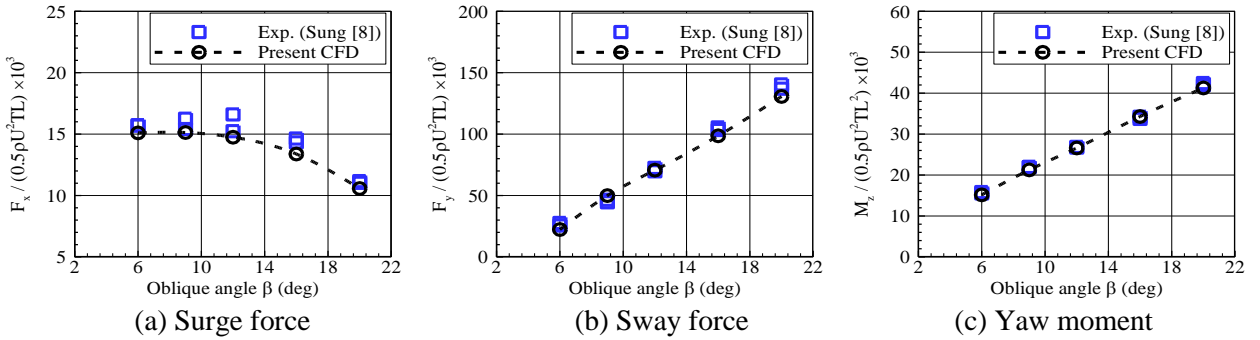 25
20
15
10
5
2 6 10 14 18 22
F_x / (0.5ρU²TL) ×10³
Oblique angle β (deg)
Exp. (Sung [8])
Present CFD
(a) Surge force
200
150
100
50
0
2 6 10 14 18 22
F_y / (0.5ρU²TL) ×10³
Oblique angle β (deg)
Exp. (Sung [8])
Present CFD
(b) Sway force
60
50
40
30
20
10
0
2 6 10 14 18 22
M_z / (0.5ρU²TL²) ×10³
Oblique angle β (deg)
Exp. (Sung [8])
Present CFD
(c) Yaw moment